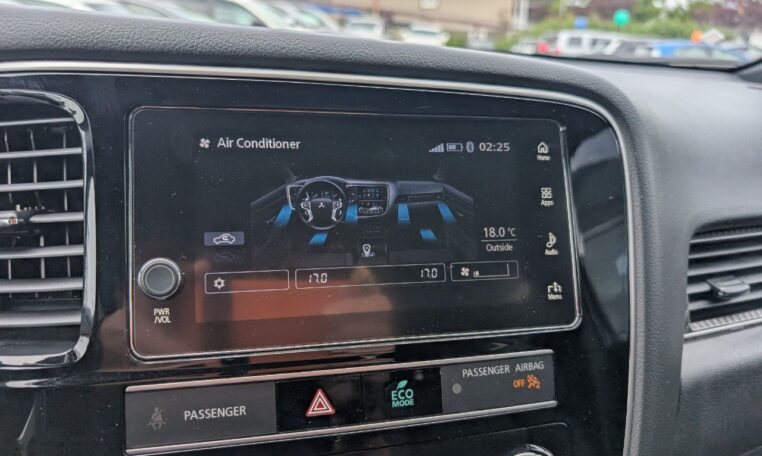 Air Conditioner
02:25
Home
Apps
18.0 °C
Outside
Audio
17.0
17.0
Menu
PWR
/VOL
PASSENGER
ECO
MODE
PASSENGER AIRBAG
OFF